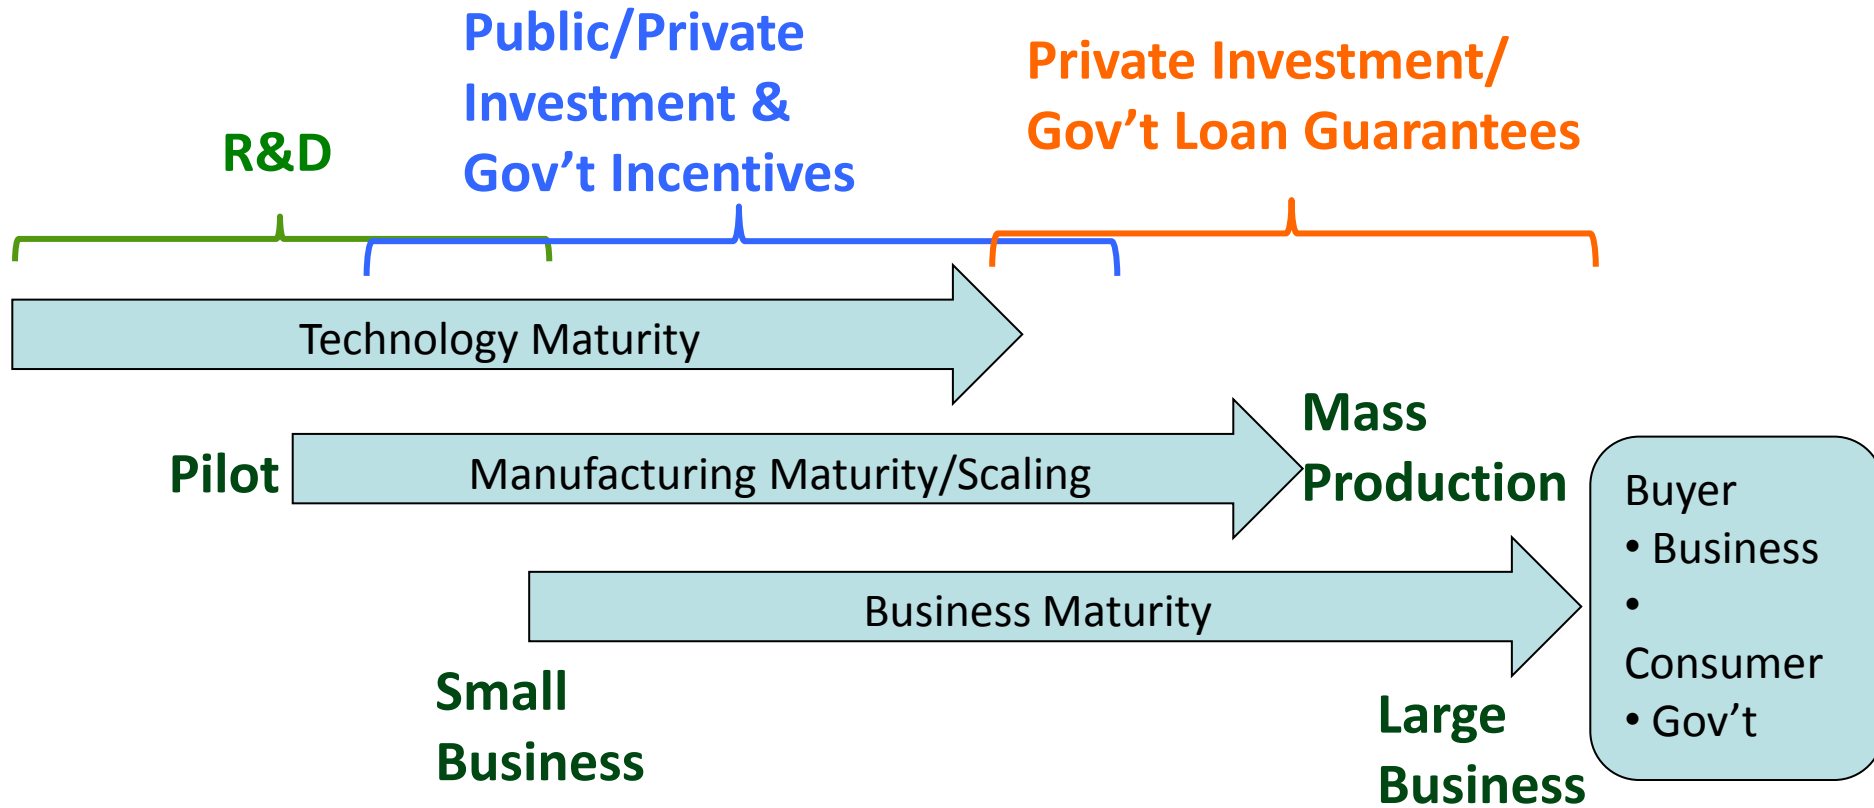 R&D
Public/Private
Investment &
Gov’t Incentives
Private Investment/
Gov’t Loan Guarantees
Technology Maturity
Pilot
Manufacturing Maturity/Scaling
Mass
Production
Business Maturity
Small
Business
Large
Business
Buyer
• Business
•
Consumer
• Gov’t